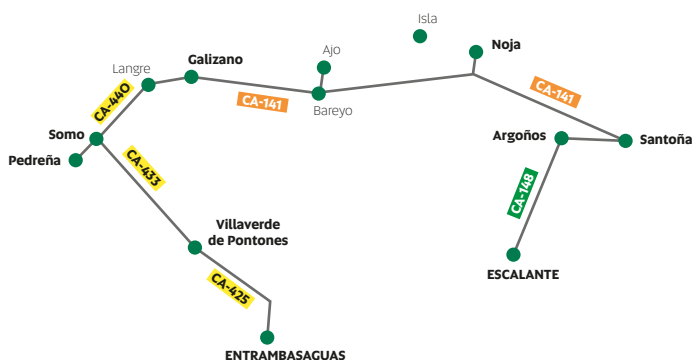 Isla
Noja
Ajo
Galizano
Langre
CA-440
CA-141
Bareyo
CA-141
Somo
Argoños
Santoña
Pedreña
CA-433
CA-148
Villaverde
de Pontones
ESCALANTE
CA-425
ENTRAMBASAGUAS